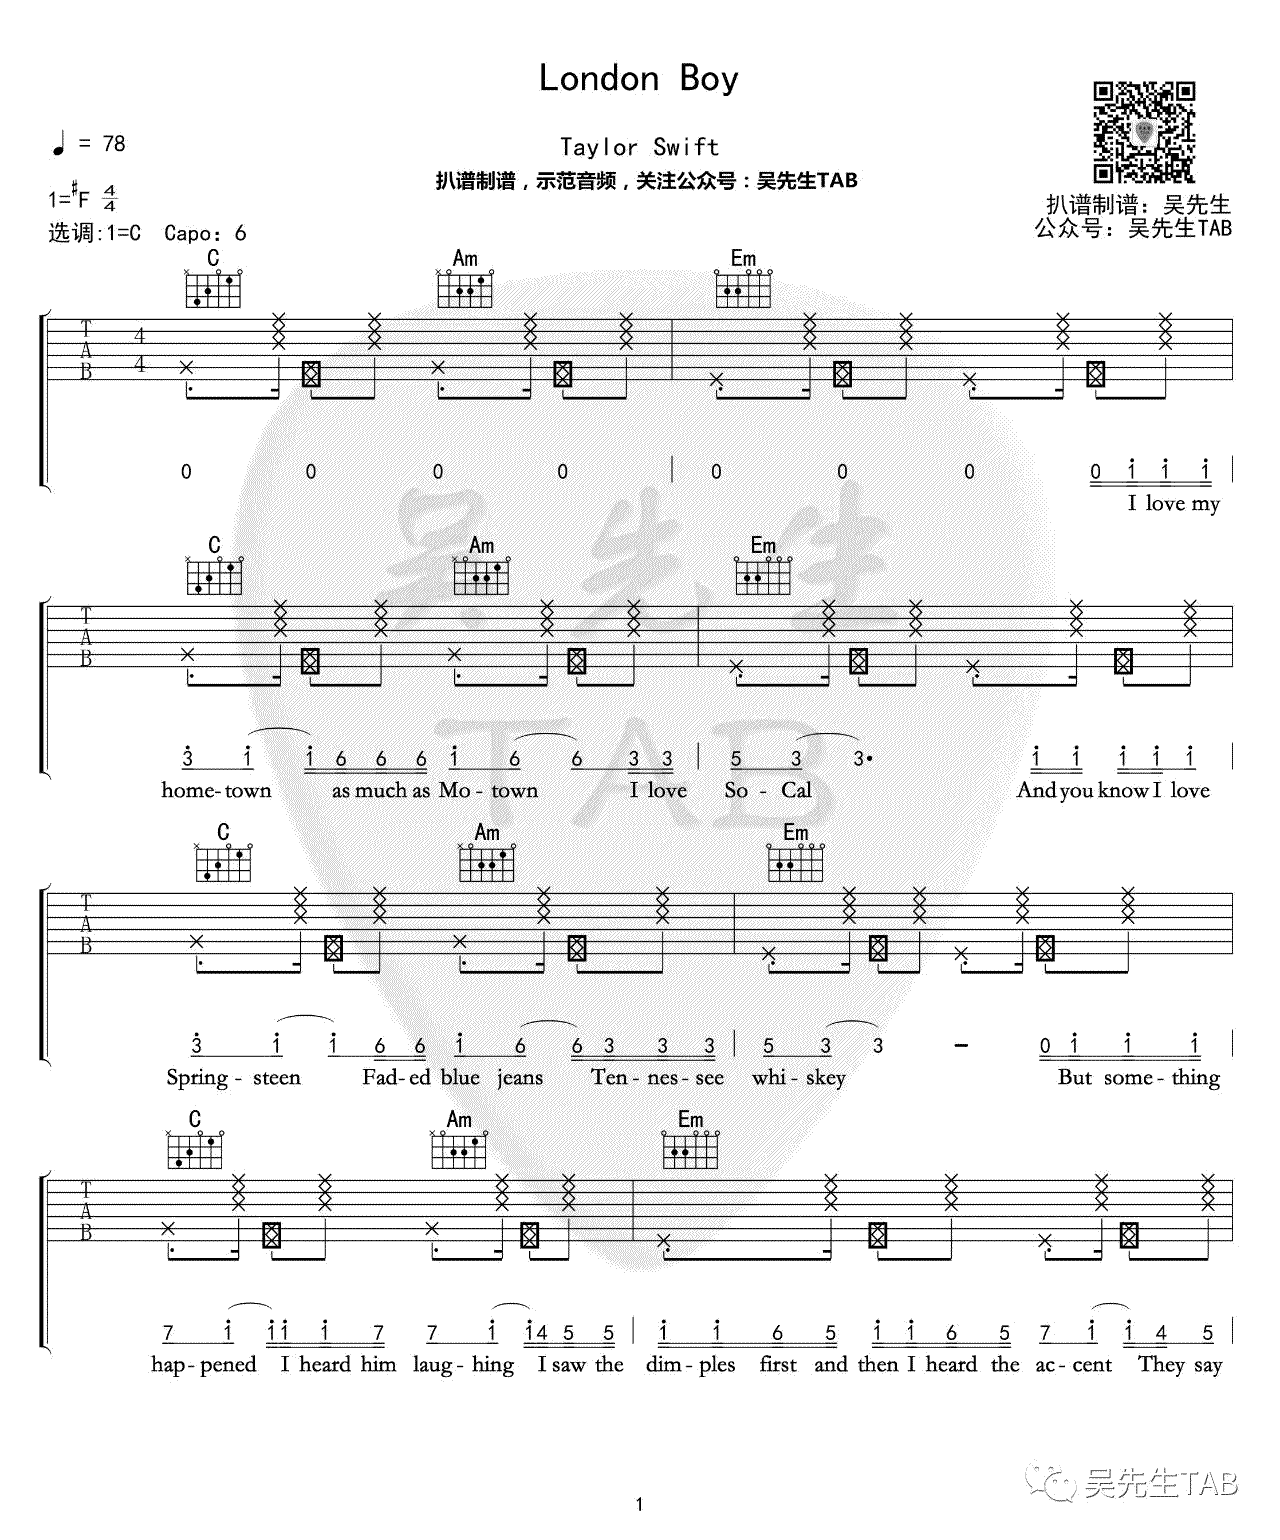 London Boy
♩ = 78
Taylor Swift
扒谱制谱，示范音频，关注公众号：吴先生TAB
1=#F 4/4
扒谱制谱：吴先生
选调:1=C Capo: 6
公众号：吴先生TAB
C Am Em
T A B 4 4
0 0 0 0 | 0 0 0 0 1 1 1 |
I love my
C Am Em
T A B
3 1 1 6 6 6 1 6 6 3 3 | 5 3 3· 1 1 1 1 1 |
home-town as much as Mo-town I love So-Cal And you know I love
C Am Em
T A B
3 1 1 6 6 1 6 6 3 3 3 | 5 3 3 – 0 1 1 1 |
Spring-steen Fad-ed blue jeans Ten-nes-see whi-skey But some-thing
C Am Em
T A B
7 1 1 1 1 7 7 1 1 4 5 5 | 1 1 6 5 1 1 6 5 7 1 1 4 5 |
hap-pened I heard him laug-hing I saw the dim-ples first and then I heard the ac-cent They say
吴先生
TAB
吴先生TAB
1